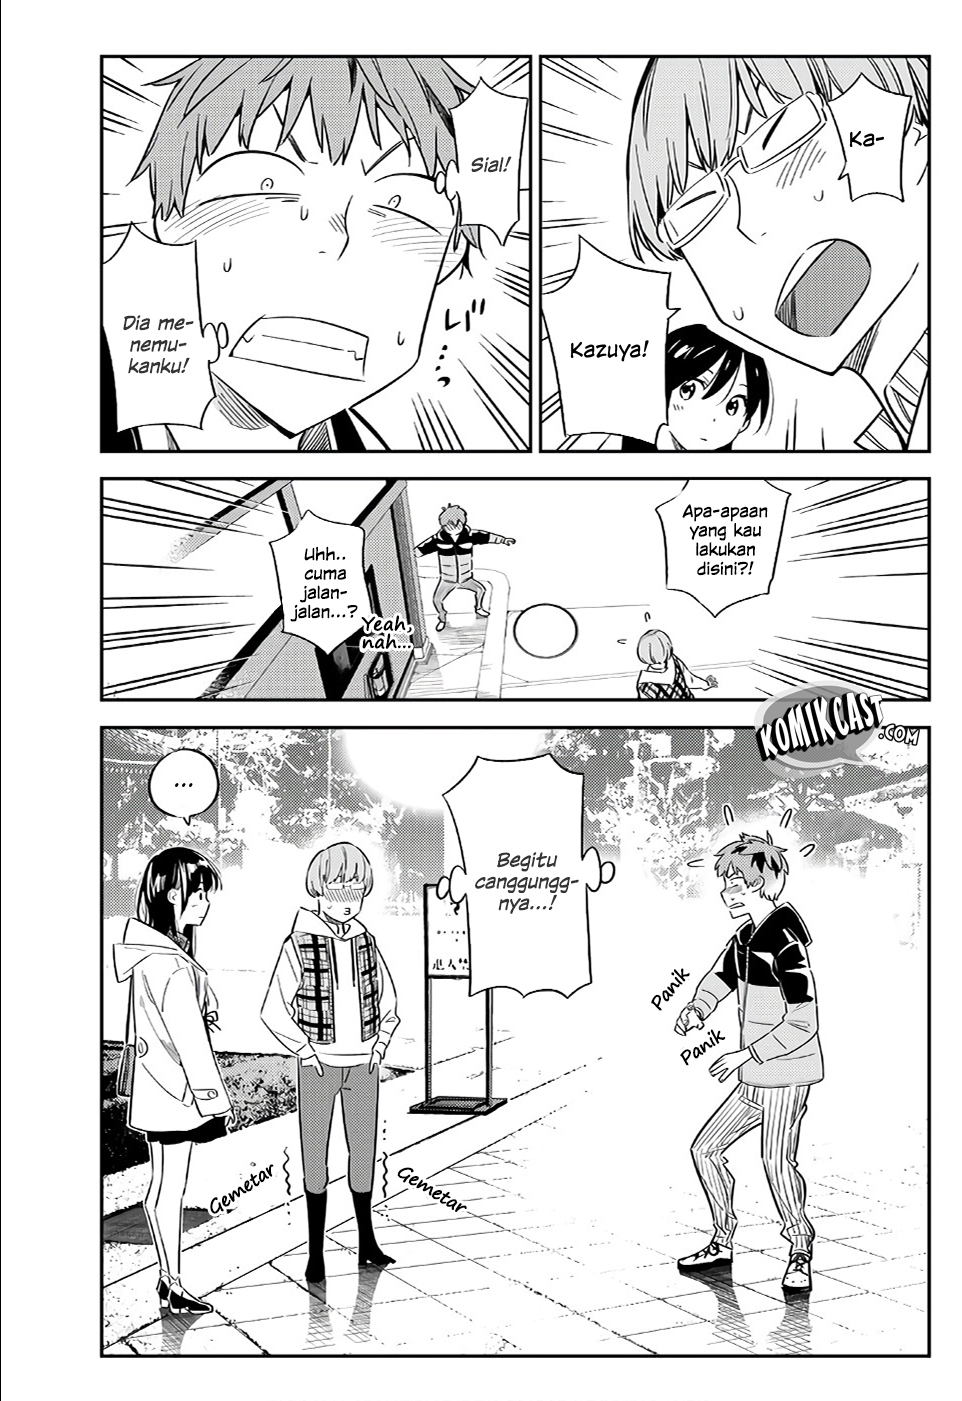 Ka-
Kazuya!
Sial!
Dia me-
nemu-
kanku!
Apa-apaan
yang kau
lakukan
disini?!
Uhh..
cuma
jalan-
jalan...?
Yeah,
nah...
KOMIKCAST
.COM
Begitu
canggungg-
nya...!
...
Panik
Panik
Gemetar
Gemetar